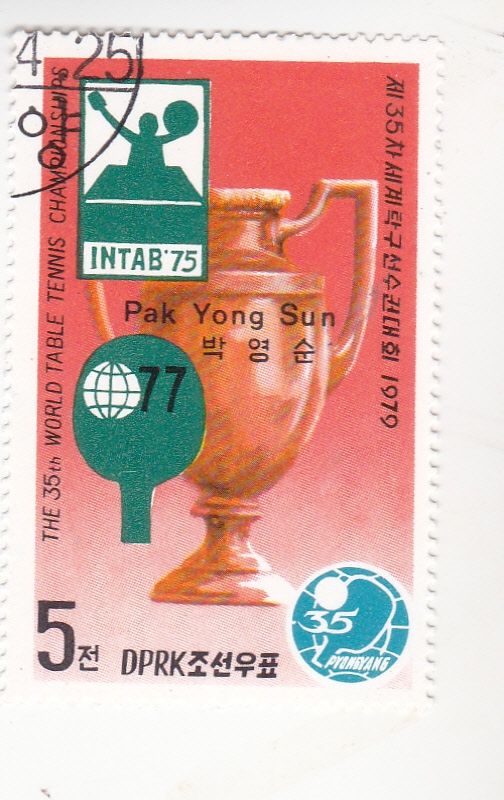 4.25
THE 35th WORLD TABLE TENNIS CHAMPIONSHIPS
INTAB'75
제35차세계탁구선수권대회 1979
Pak Yong Sun
박영순
77
35
PYONGYANG
5전
DPRK조선우표